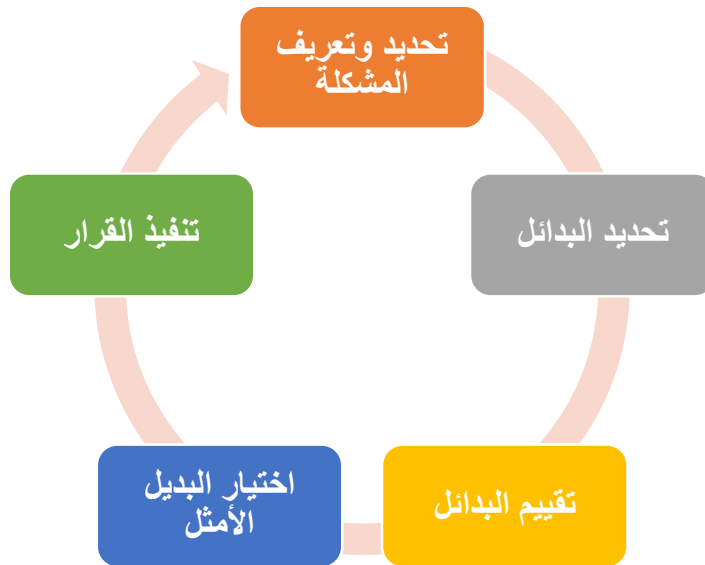 تحديد وتعريف
المشكلة
تحديد البدائل
تقييم البدائل
اختيار البديل
الأمثل
تنفيذ القرار